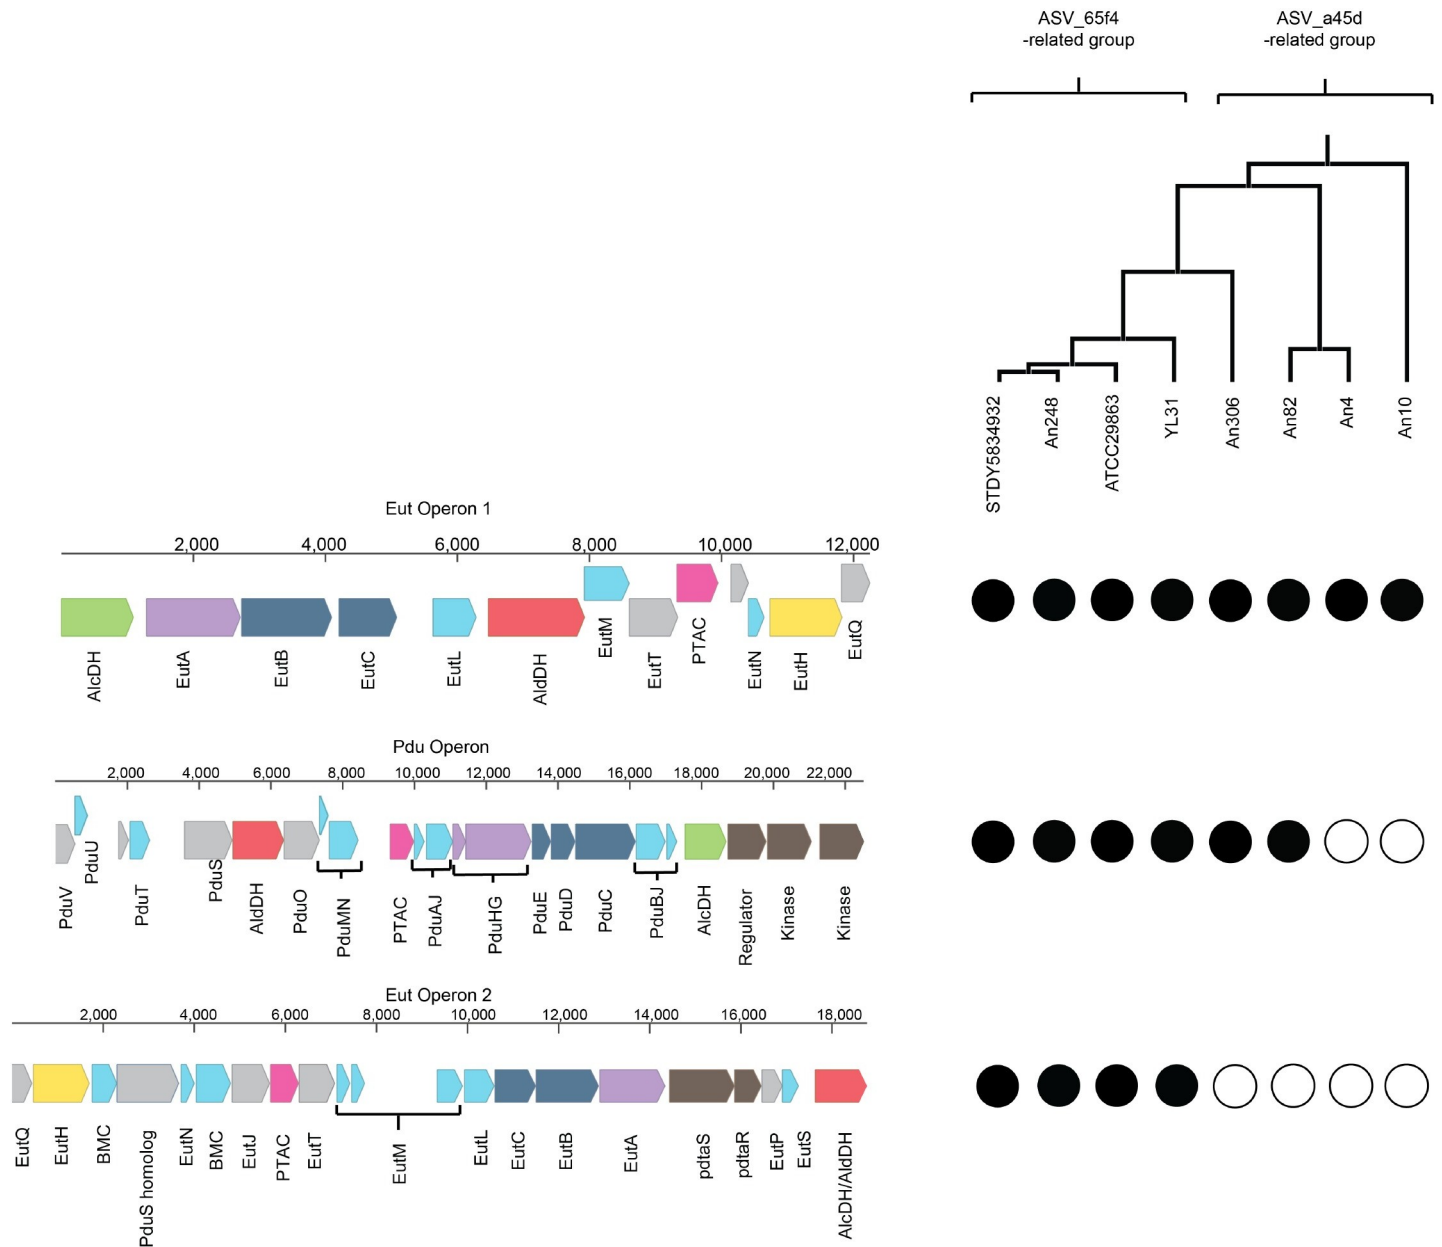 ASV_65f4
-related group
ASV_a45d
-related group
STDY5834932
An248
ATCC29863
YL31
An306
An82
An4
An10
Eut Operon 1
2,000 4,000 6,000 8,000 10,000 12,000
AlcDH
EutA
EutB
EutC
EutL
AldDH
EutM
EutT
PTAC
EutN
EutH
EutQ
Pdu Operon
2,000 4,000 6,000 8,000 10,000 12,000 14,000 16,000 18,000 20,000 22,000
PduV
PduU
PduT
PduS
AldDH
PduO
PduMN
PTAC
PduAJ
PduHG
PduE
PduD
PduC
PduBJ
AlcDH
Regulator
Kinase
Kinase
Eut Operon 2
2,000 4,000 6,000 8,000 10,000 12,000 14,000 16,000 18,000
EutQ
EutH
BMC
PduS homolog
EutN
BMC
EutJ
PTAC
EutT
EutM
EutL
EutC
EutB
EutA
pdtaS
pdtaR
EutP
EutS
AlcDH/AldDH